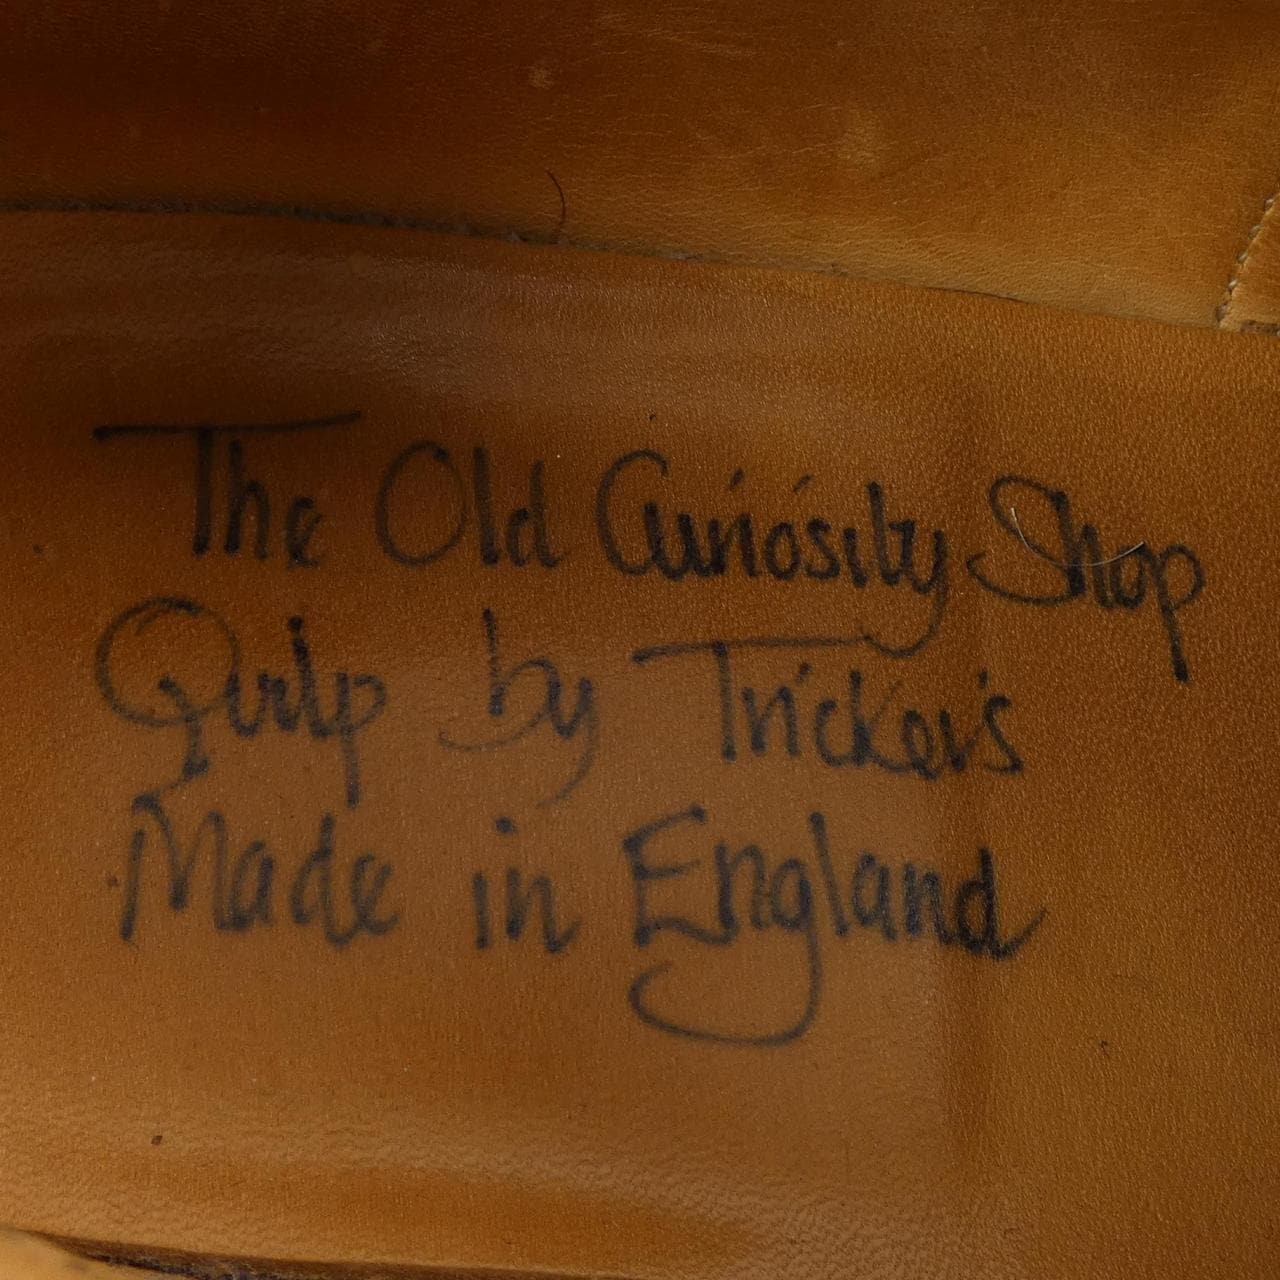 The Old Curiosity Shop
Quilp by Tricker's
Made in England